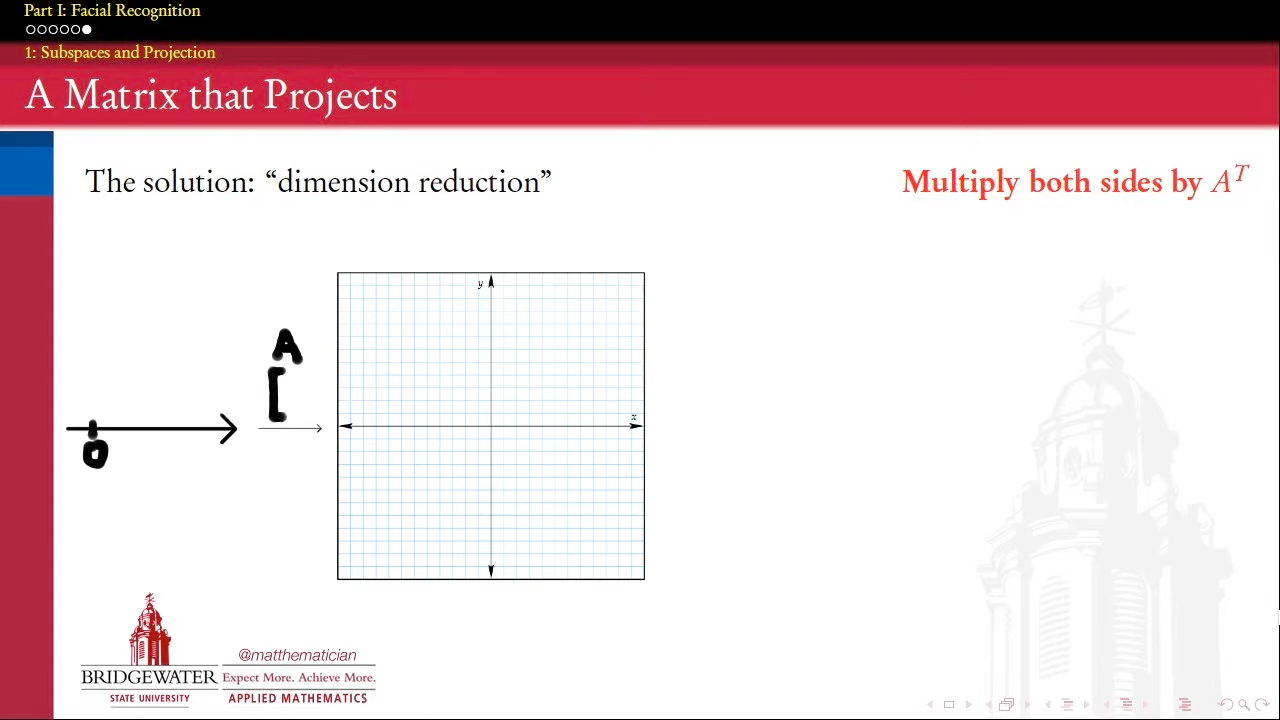 Part I: Facial Recognition
1: Subspaces and Projection
A Matrix that Projects
The solution: “dimension reduction”
Multiply both sides by A^T
A
[
0
y
x
@matthematician
BRIDGEWATER
STATE UNIVERSITY
Expect More. Achieve More.
APPLIED MATHEMATICS